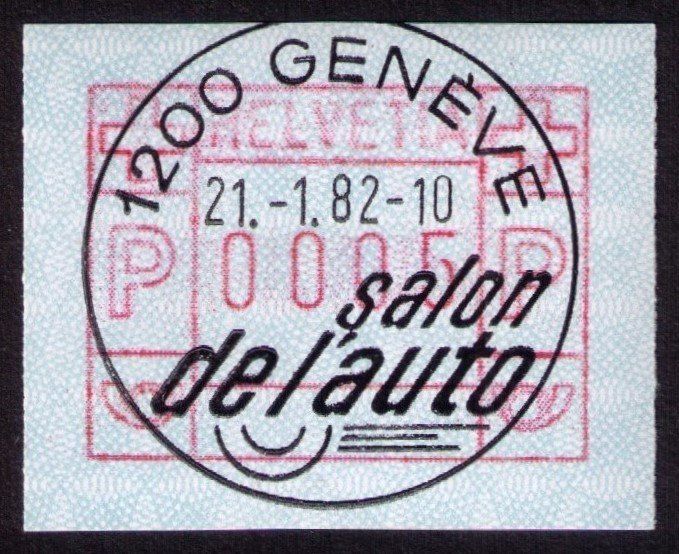 1200 GENÈVE
HELVETIA
21.-1.82-10
P 0005 P
salon
de l'auto